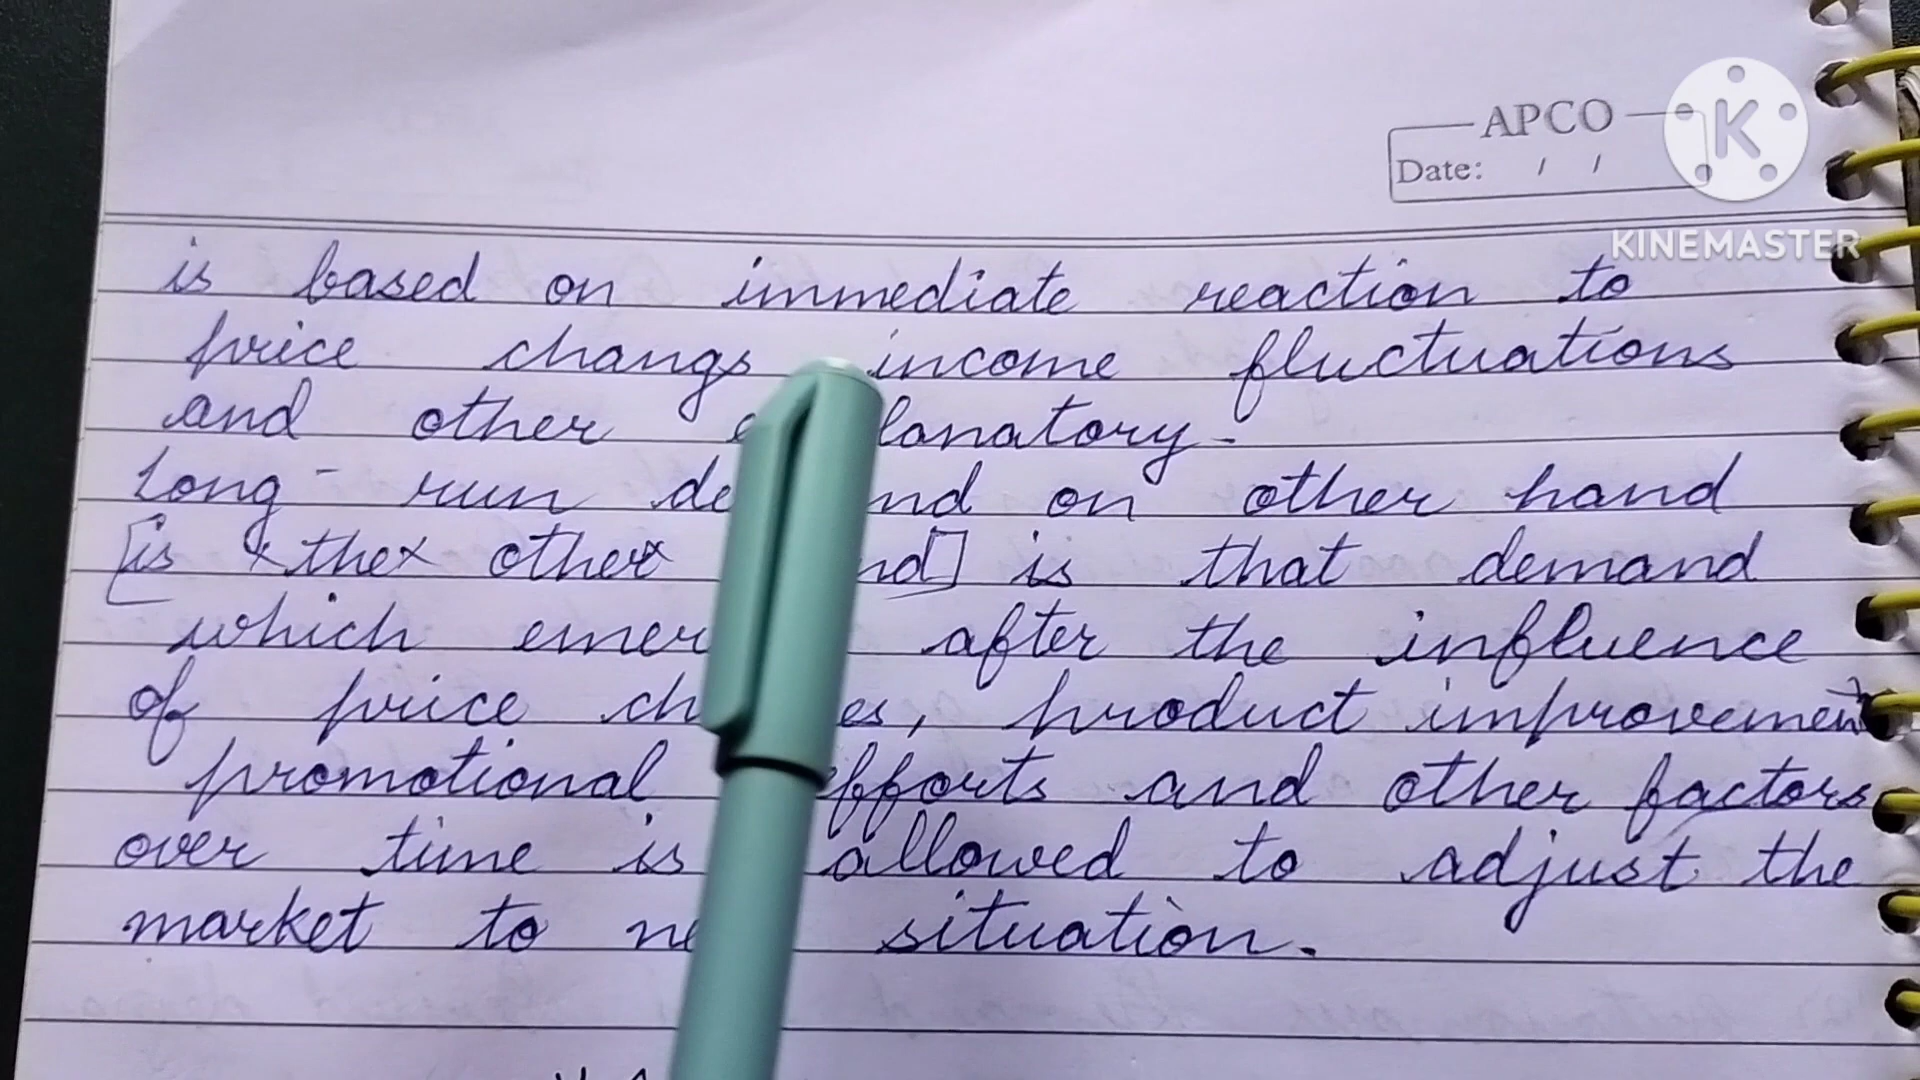 APCO
Date: / /
KINEMASTER
is based on immediate reaction to
price changs income fluctuations
and other lanatory -
Long - run de nd on other hand
[is the other nd] is that demand
which emer after the influence
of price ch es, product improvement
promotional efforts and other factors
over time is allowed to adjust the
market to ne situation.